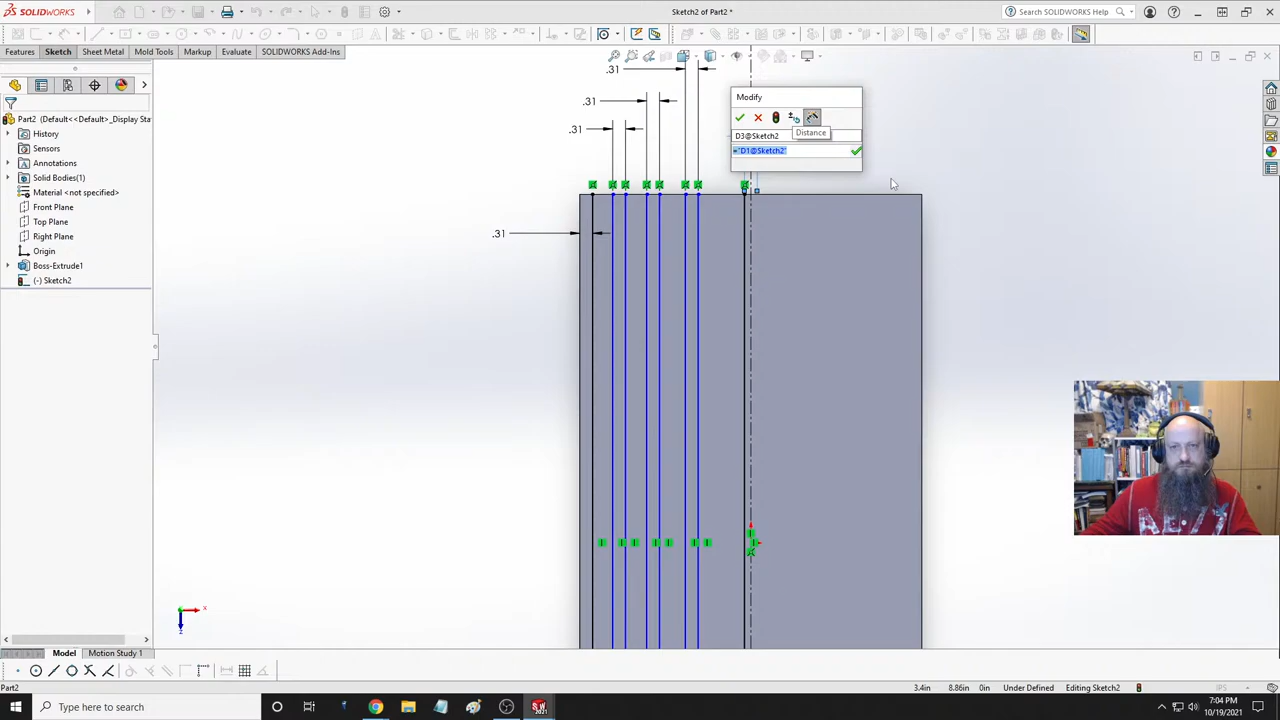 SOLIDWORKS
Sketch2 of Part2 *
Search SOLIDWORKS Help
Features
Sketch
Sheet Metal
Mold Tools
Markup
Evaluate
SOLIDWORKS Add-Ins
.31
Modify
.31
.31
Distance
D3@Sketch2
="D1@Sketch2"
Part2 (Default<<Default>_Display Sta
History
Sensors
Annotations
Solid Bodies(1)
Material <not specified>
Front Plane
Top Plane
Right Plane
Origin
Boss-Extrude1
(-) Sketch2
.31
x
z
Model
Motion Study 1
Part2
3.4in
8.86in
0in
Under Defined
Editing Sketch2
IPS
Type here to search
7:04 PM
10/19/2021